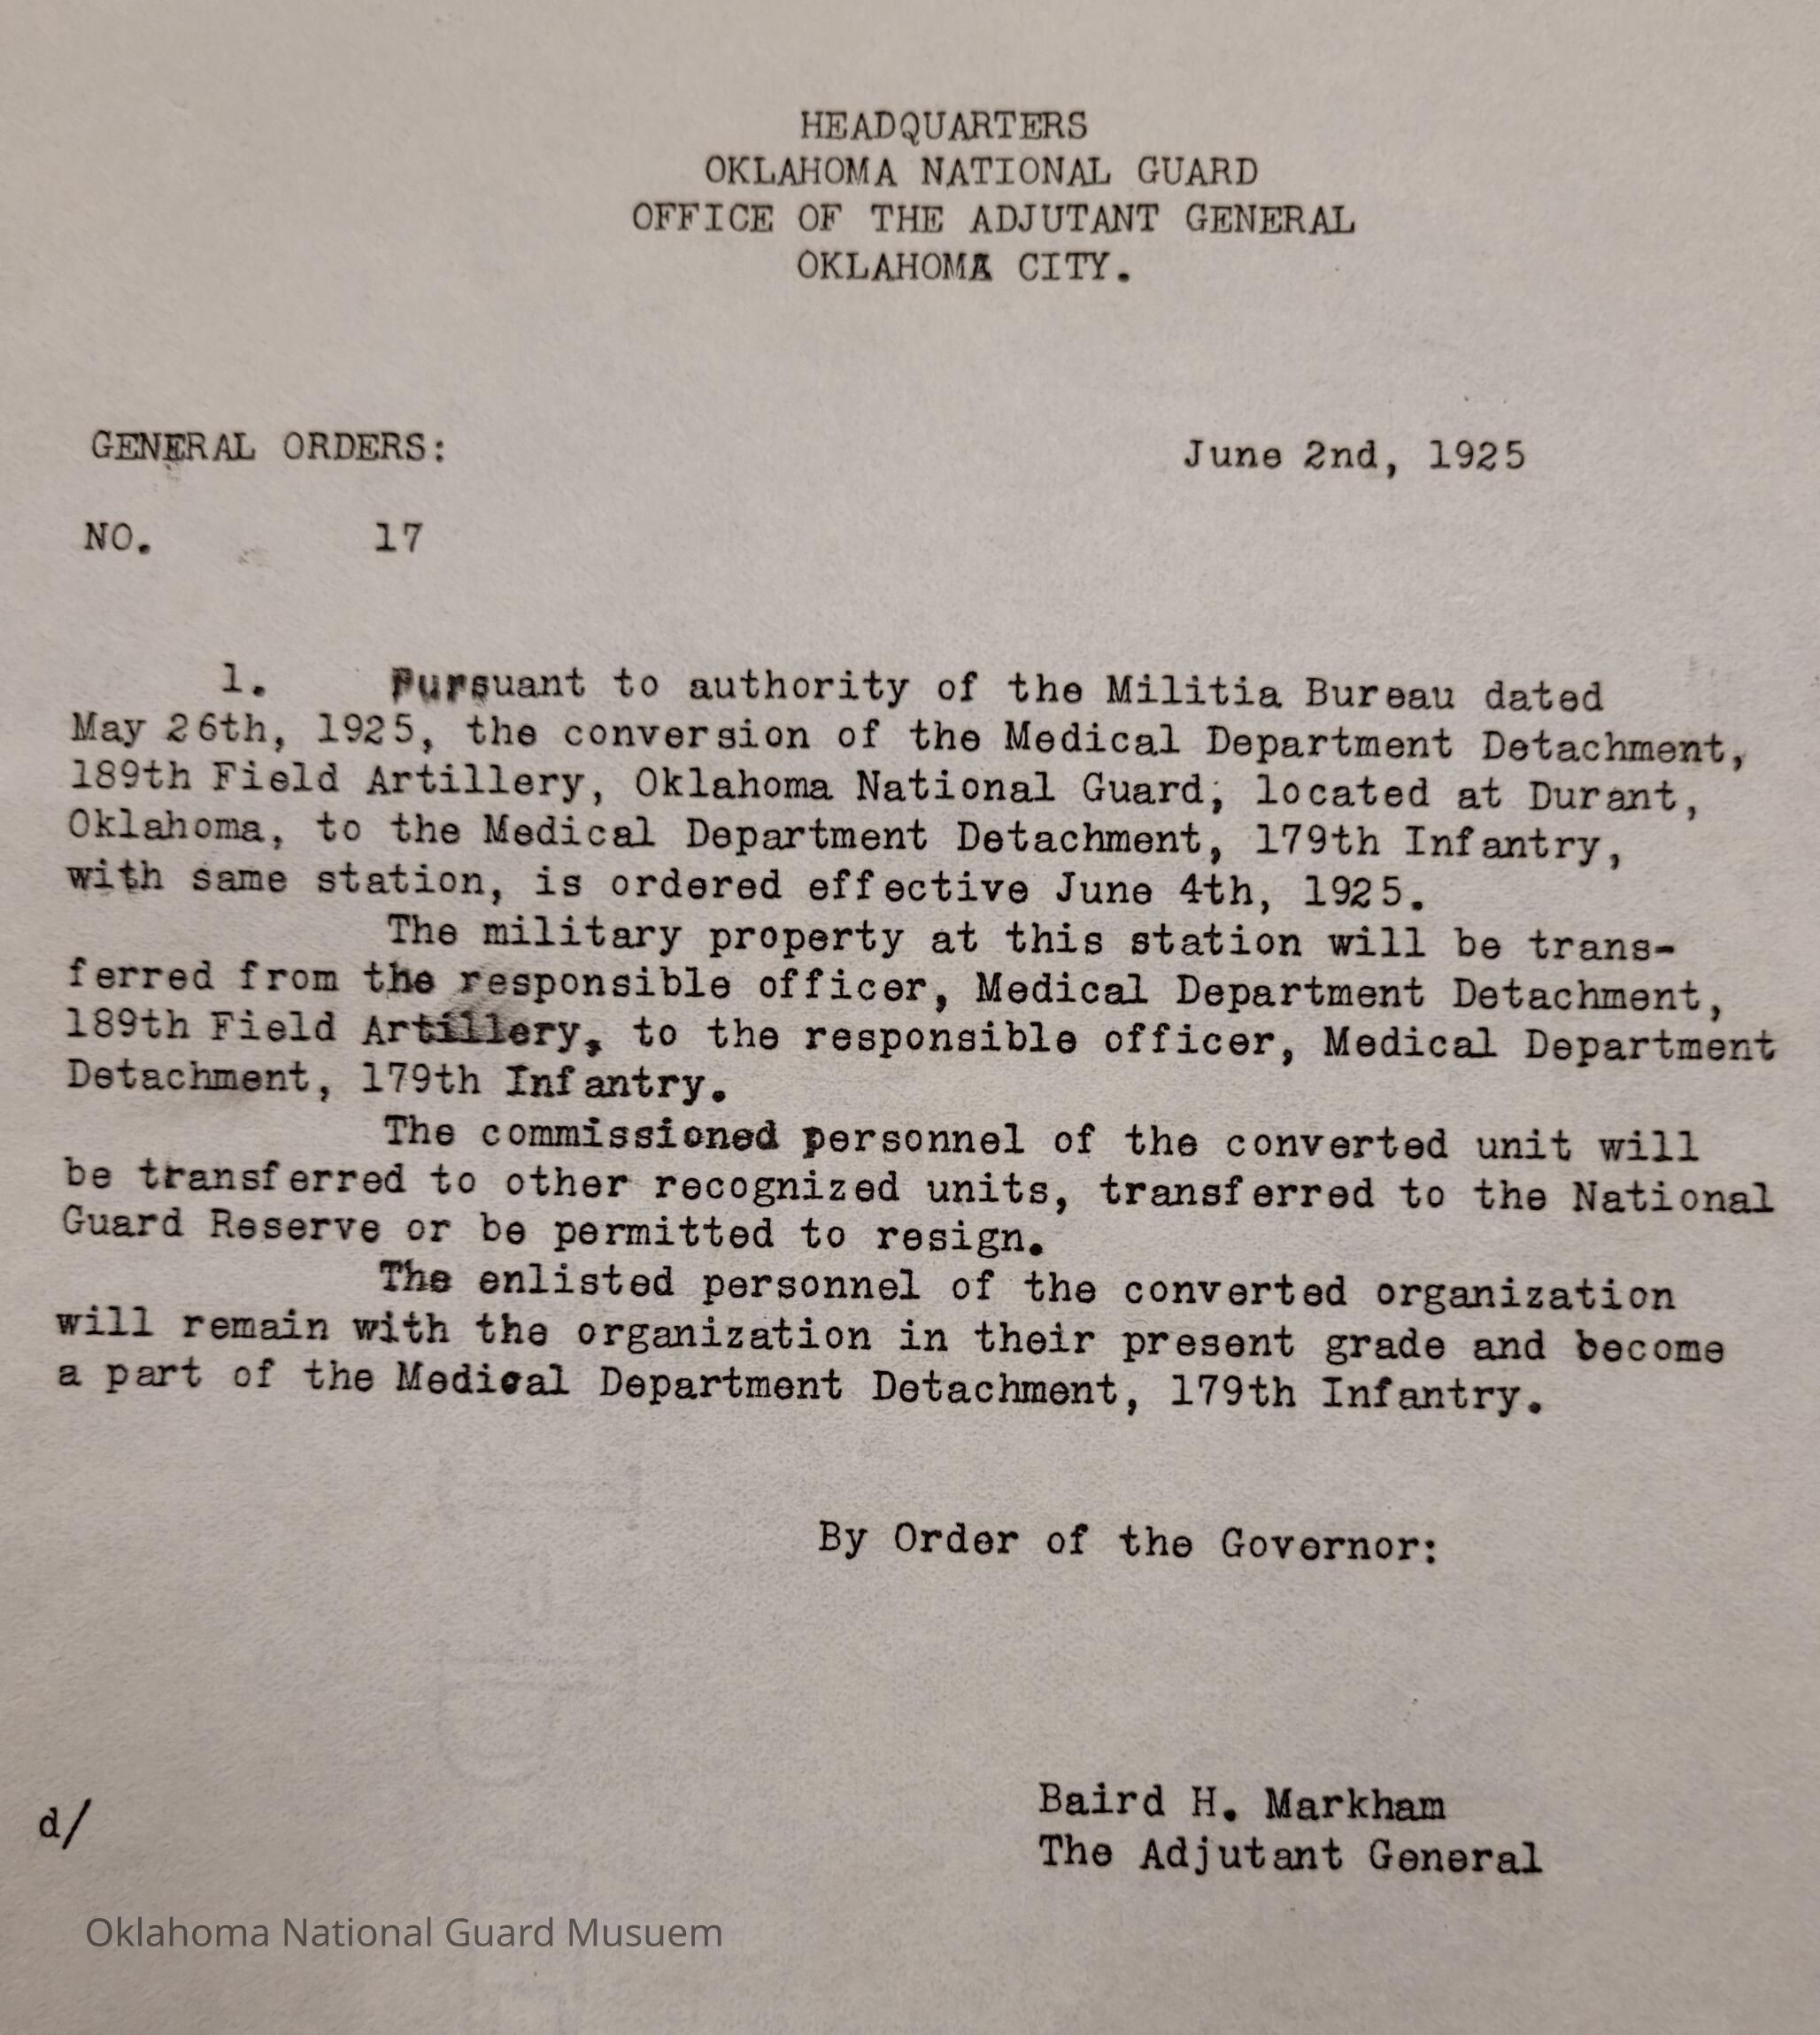 HEADQUARTERS
OKLAHOMA NATIONAL GUARD
OFFICE OF THE ADJUTANT GENERAL
OKLAHOMA CITY.
GENERAL ORDERS: June 2nd, 1925
NO. 17
1. Pursuant to authority of the Militia Bureau dated
May 26th, 1925, the conversion of the Medical Department Detachment,
189th Field Artillery, Oklahoma National Guard, located at Durant,
Oklahoma, to the Medical Department Detachment, 179th Infantry,
with same station, is ordered effective June 4th, 1925.
The military property at this station will be trans-
ferred from the responsible officer, Medical Department Detachment,
189th Field Artillery, to the responsible officer, Medical Department
Detachment, 179th Infantry.
The commissioned personnel of the converted unit will
be transferred to other recognized units, transferred to the National
Guard Reserve or be permitted to resign.
The enlisted personnel of the converted organization
will remain with the organization in their present grade and become
a part of the Medical Department Detachment, 179th Infantry.
By Order of the Governor:
Baird H. Markham
d/
The Adjutant General
Oklahoma National Guard Musuem